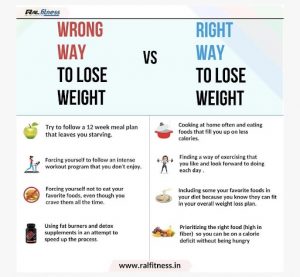 Ral fitness
WRONG
WAY
TO LOSE
WEIGHT
VS
RIGHT
WAY
TO LOSE
WEIGHT
Try to follow a 12 week meal plan
that leaves you starving.
Forcing yourself to follow an intense
workout program that you don't enjoy.
Forcing yourself not to eat your
favorite foods, even though you
crave them all the time.
Using fat burners and detox
supplements in an attempt to
speed up the process.
Cooking at home often and eating
foods that fill you up on less
calories.
Finding a way of exercising that
you like and look forward to doing
each day .
Including some your favorite foods in
your diet because you know they can fit
in your overall weight loss plan.
Prioritizing the right food (high in
fiber) so you can be on a calorie
deficit without being hungry
www.ralfitness.in